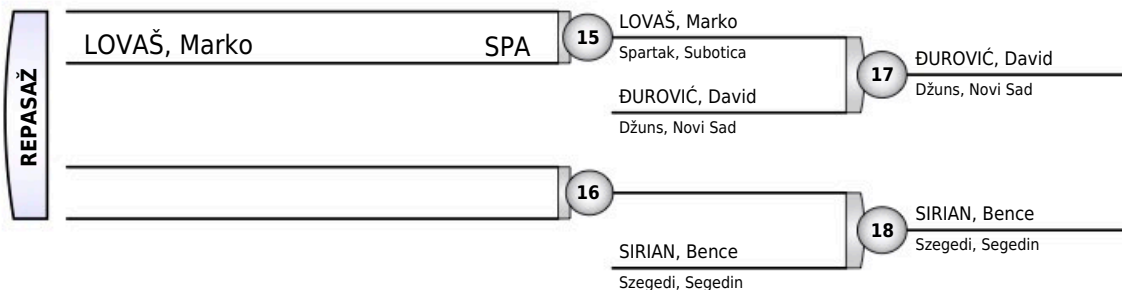 REPASAŽ
LOVAŠ, Marko SPA
15
LOVAŠ, Marko
Spartak, Subotica
ĐUROVIĆ, David
Džuns, Novi Sad
17
ĐUROVIĆ, David
Džuns, Novi Sad
16
SIRIAN, Bence
Szegedi, Segedin
18
SIRIAN, Bence
Szegedi, Segedin